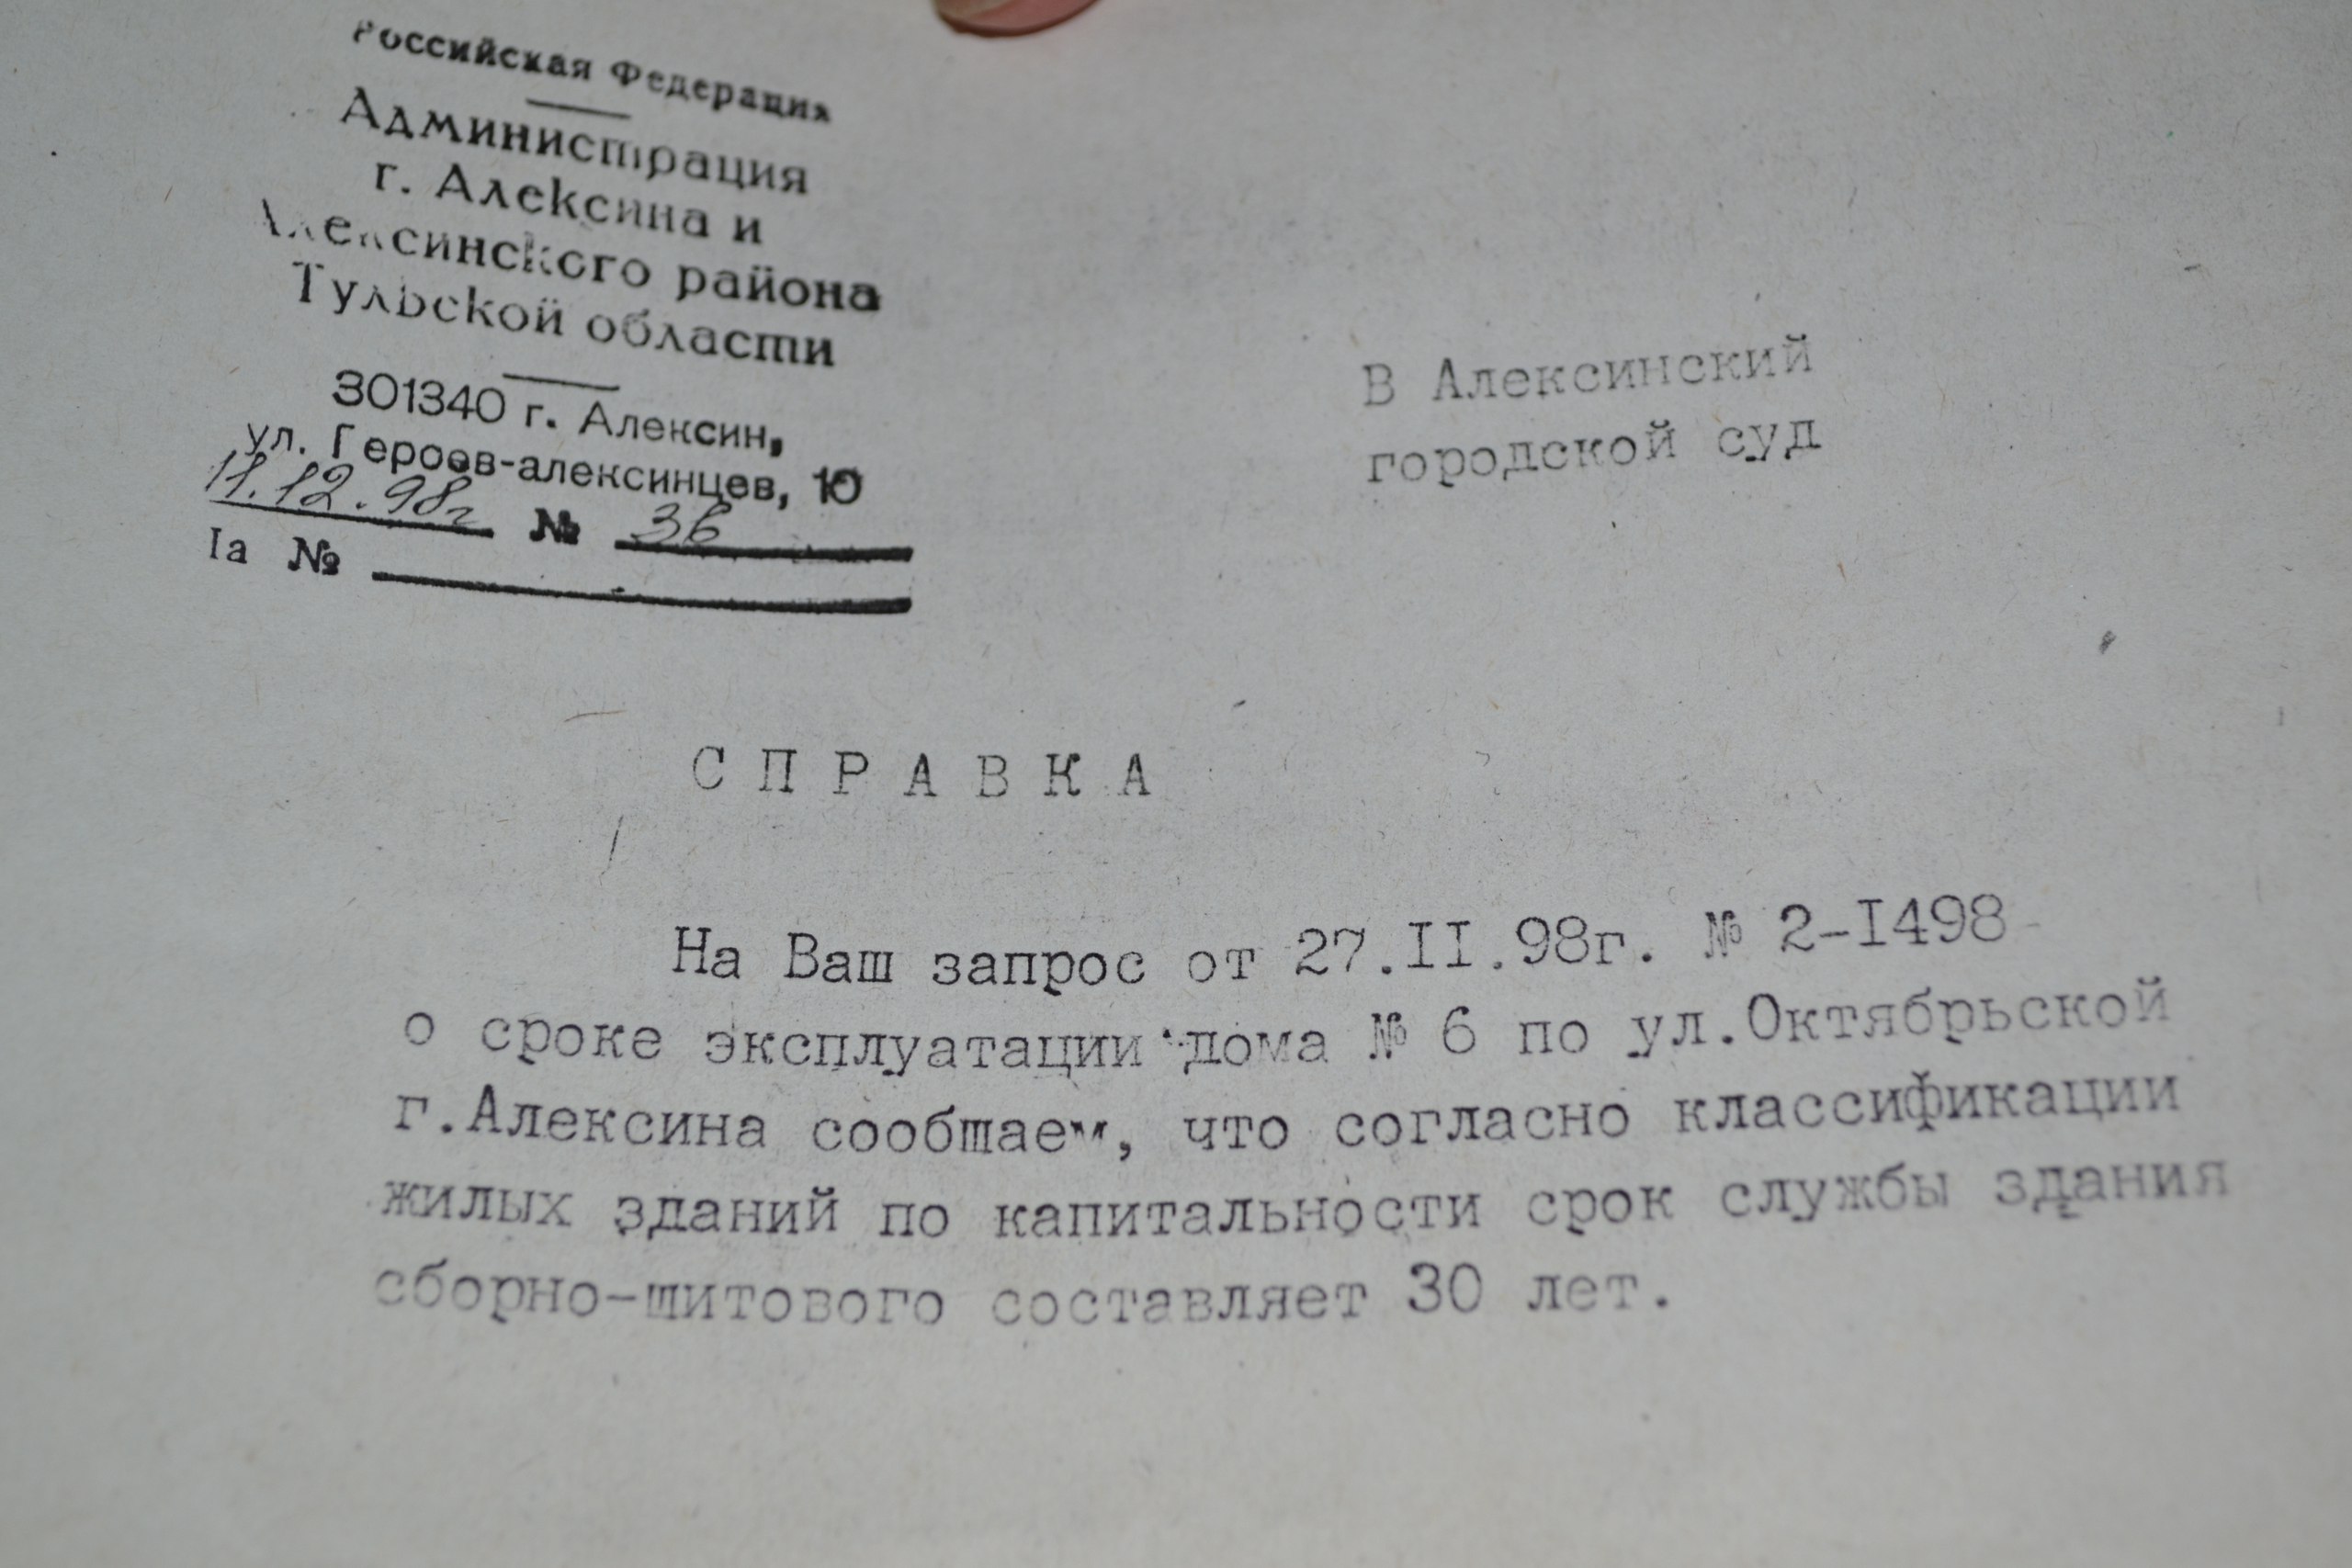 Российская Федерация
Администрация
г. Алексина и
Алексинского района
Тульской области
301340 г. Алексин,
ул. Героев-алексинцев, 10
11.12.98г № 36
На №
В Алексинский
городской суд
СПРАВКА
На Ваш запрос от 27.II.98г. № 2-I498
о сроке эксплуатации дома № 6 по ул.Октябрьской
г.Алексина сообщаем, что согласно классификации
жилых зданий по капитальности срок службы здания
сборно-щитового составляет 30 лет.